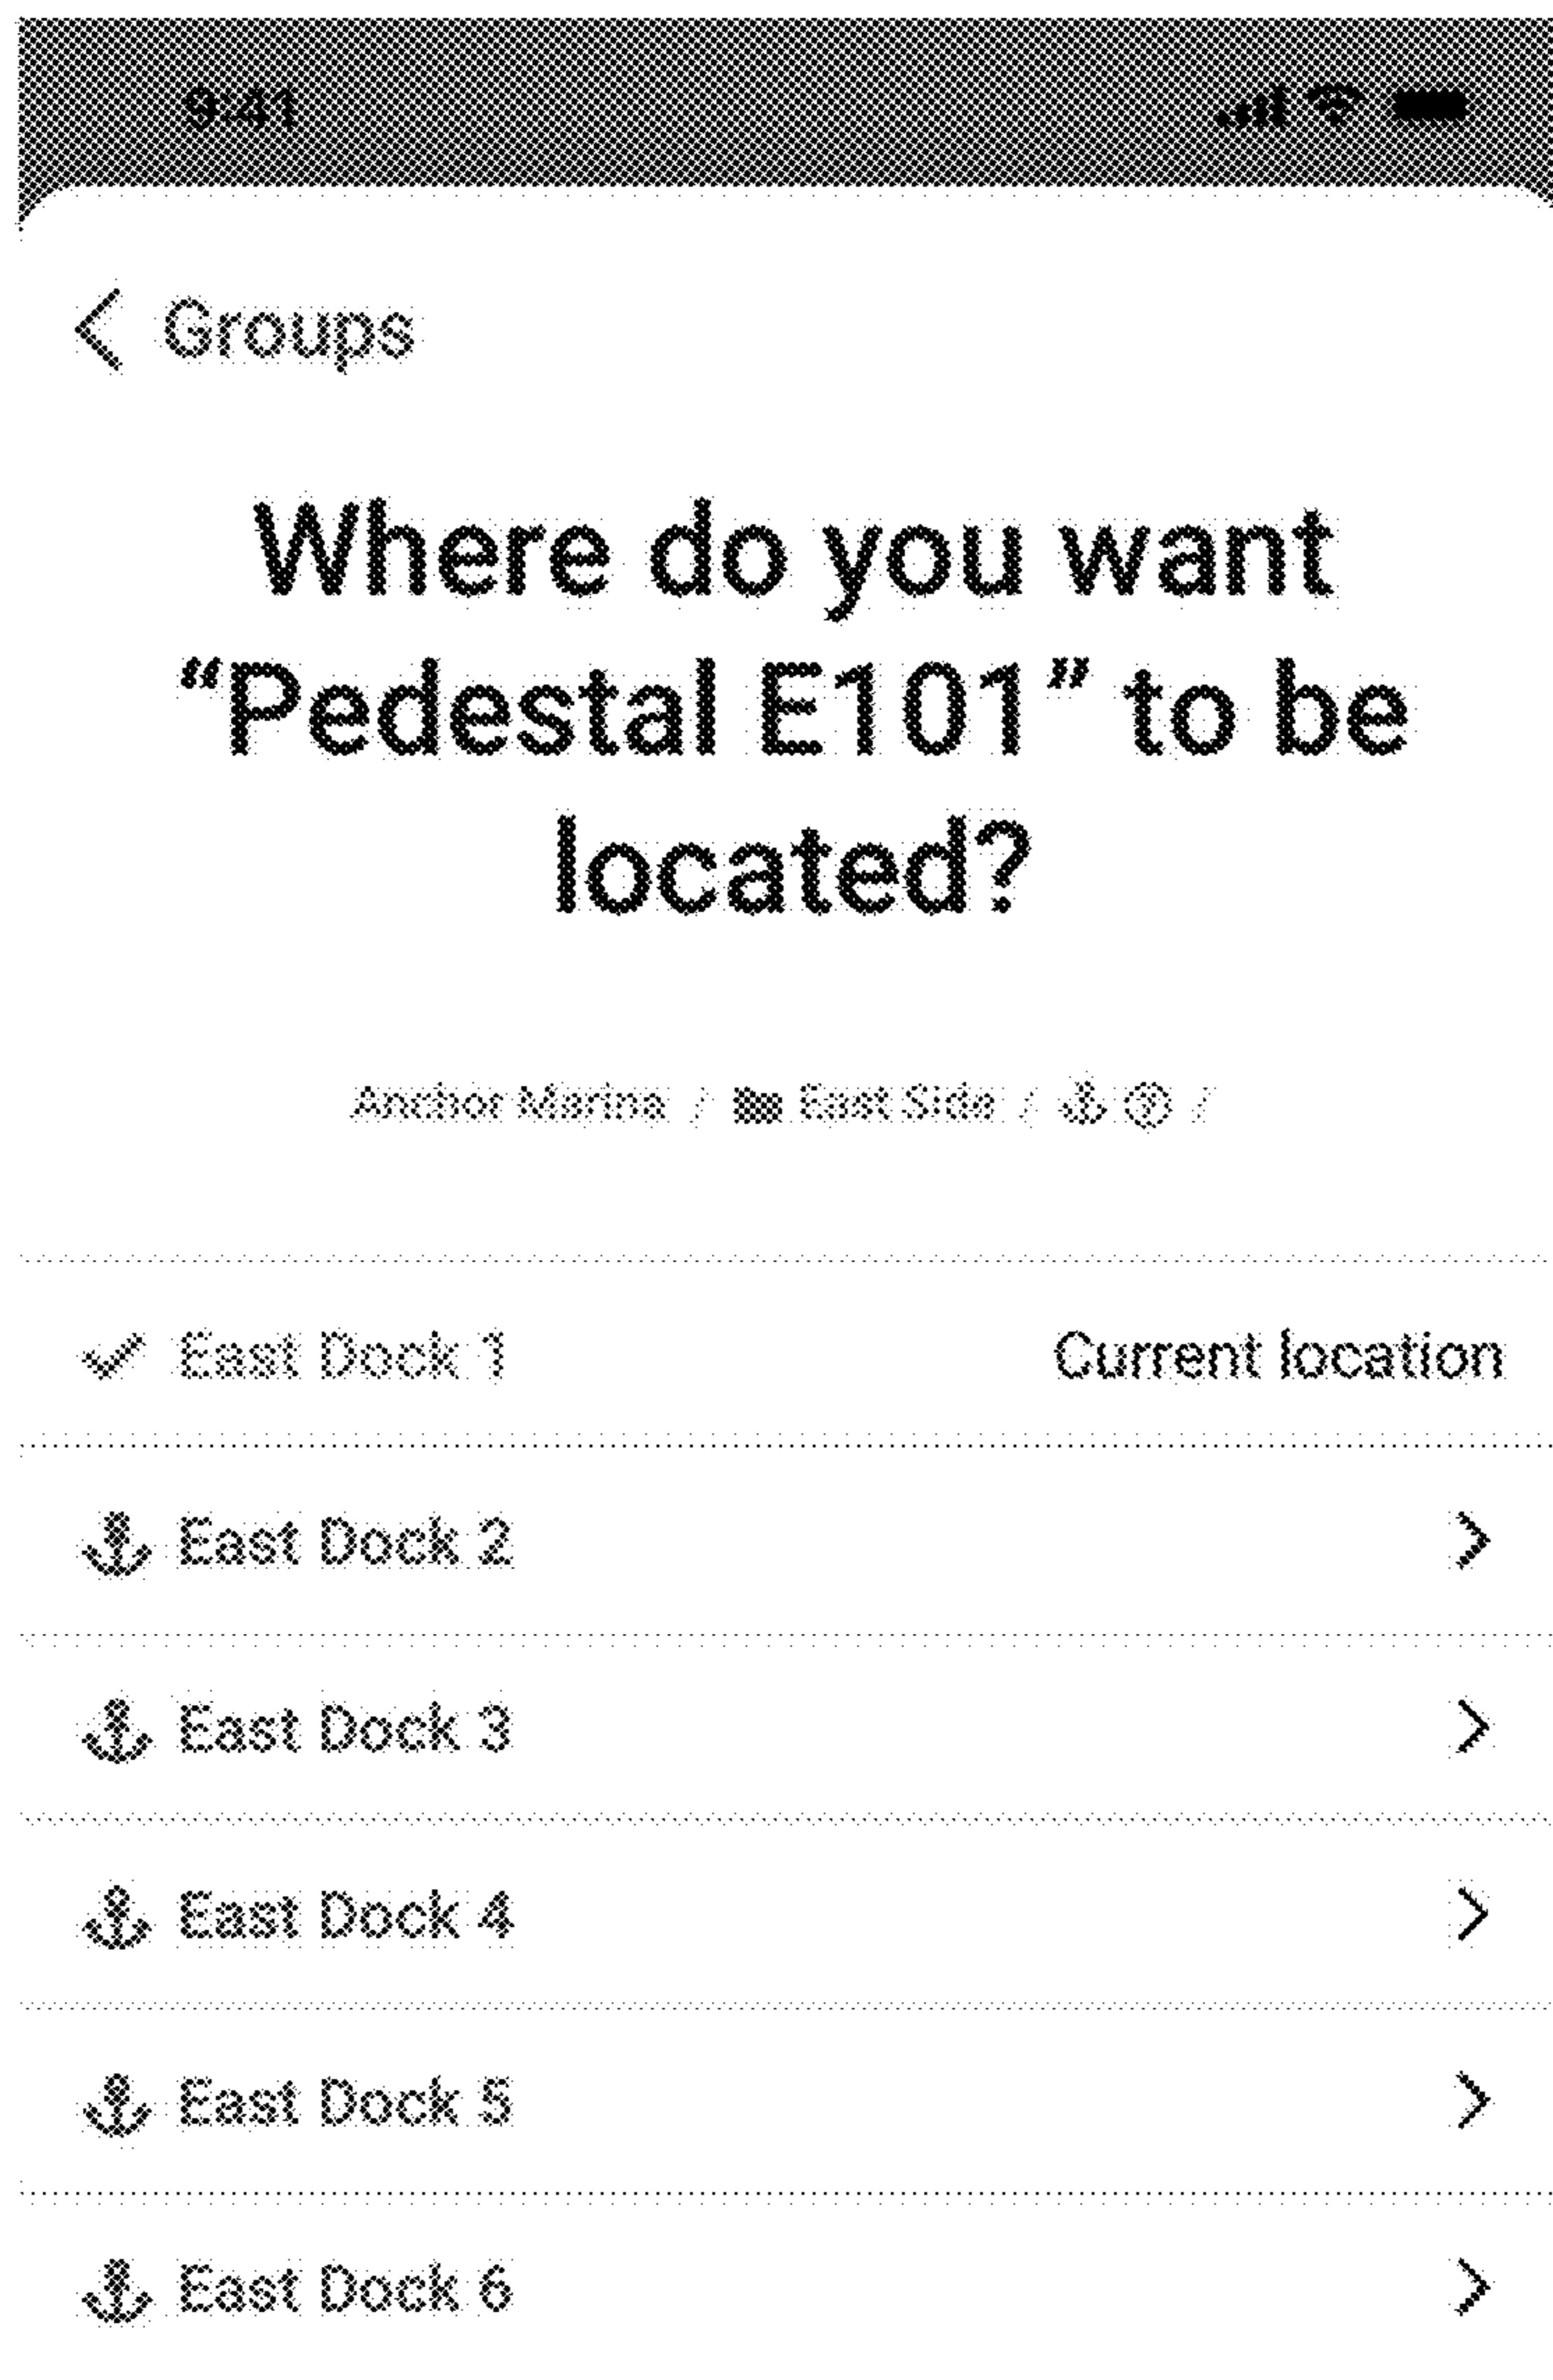 9:41
Groups
Where do you want
“Pedestal E101” to be
located?
Anchor Marina / East Side / ? /
East Dock 1 Current location
East Dock 2
East Dock 3
East Dock 4
East Dock 5
East Dock 6